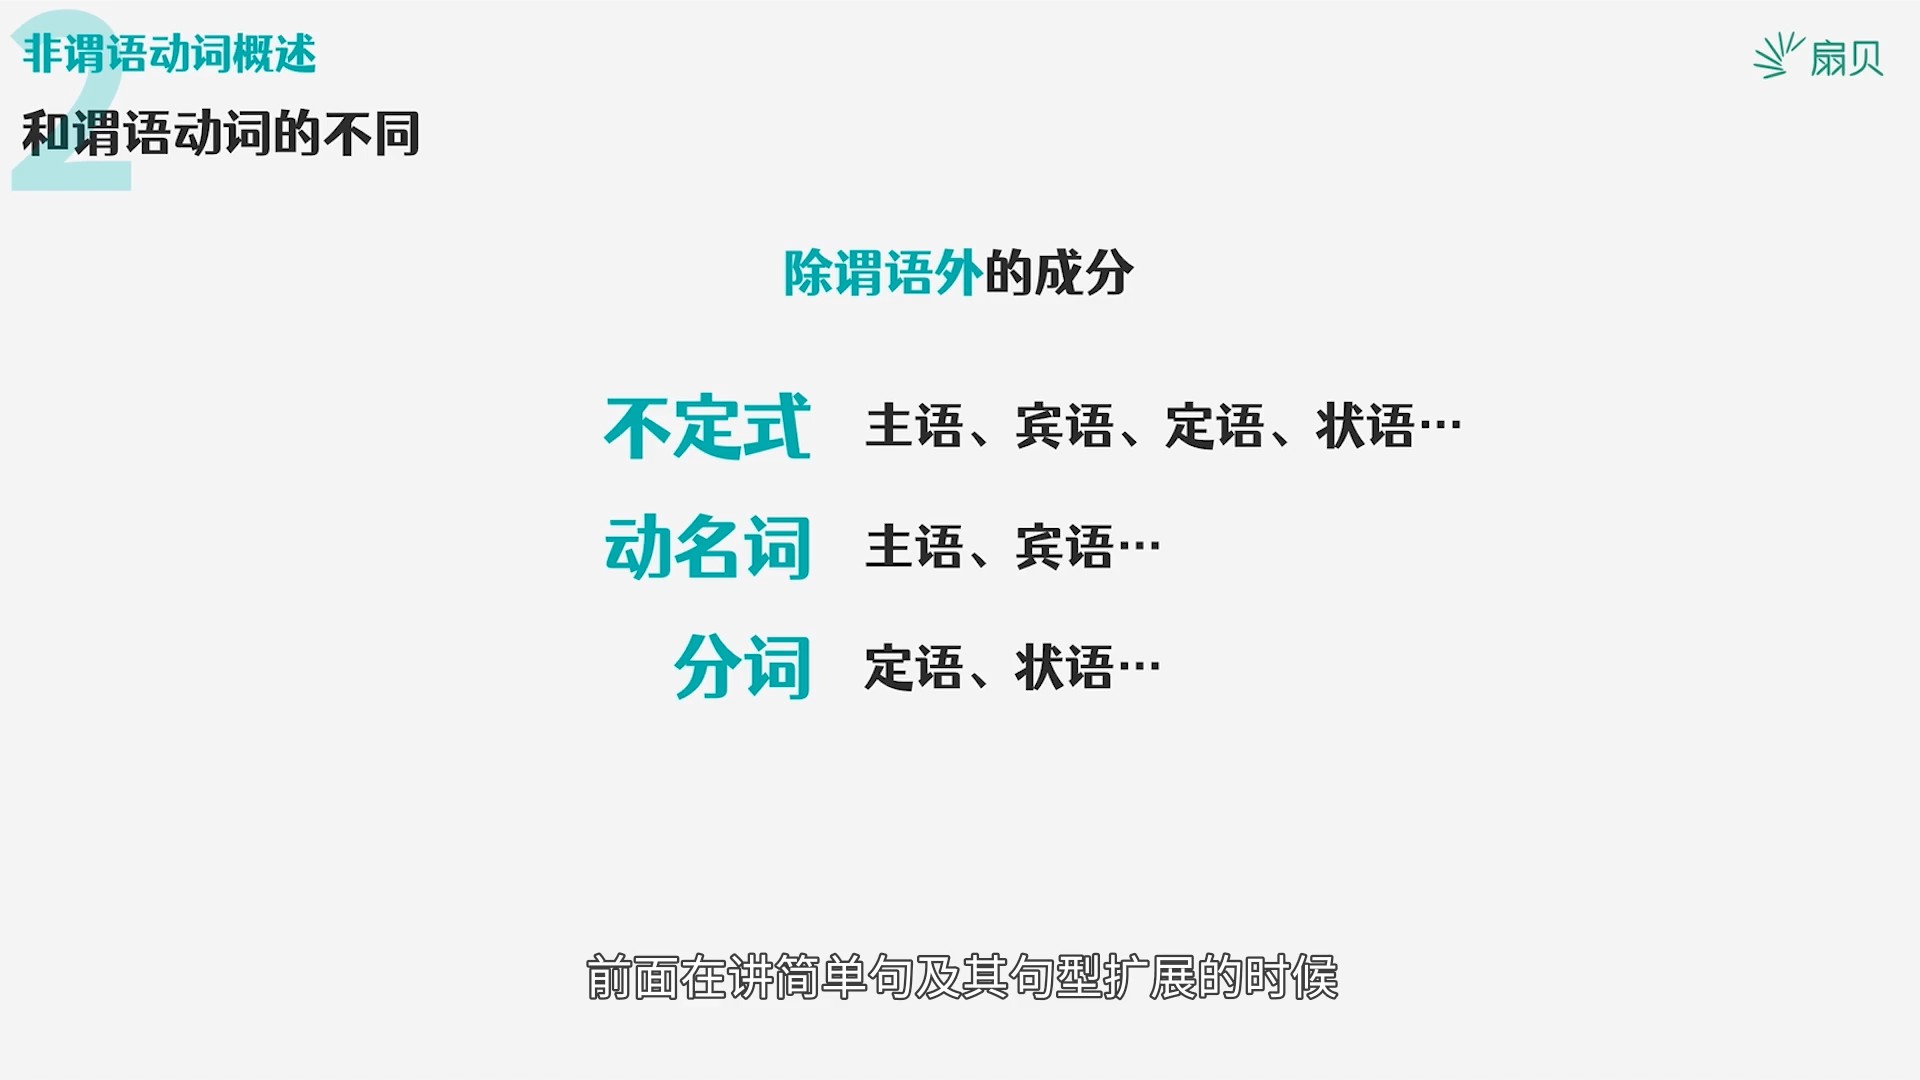 非谓语动词概述
2
扇贝
和谓语动词的不同
除谓语外的成分
不定式 主语、宾语、定语、状语…
动名词 主语、宾语…
分词 定语、状语…
前面在讲简单句及其句型扩展的时候